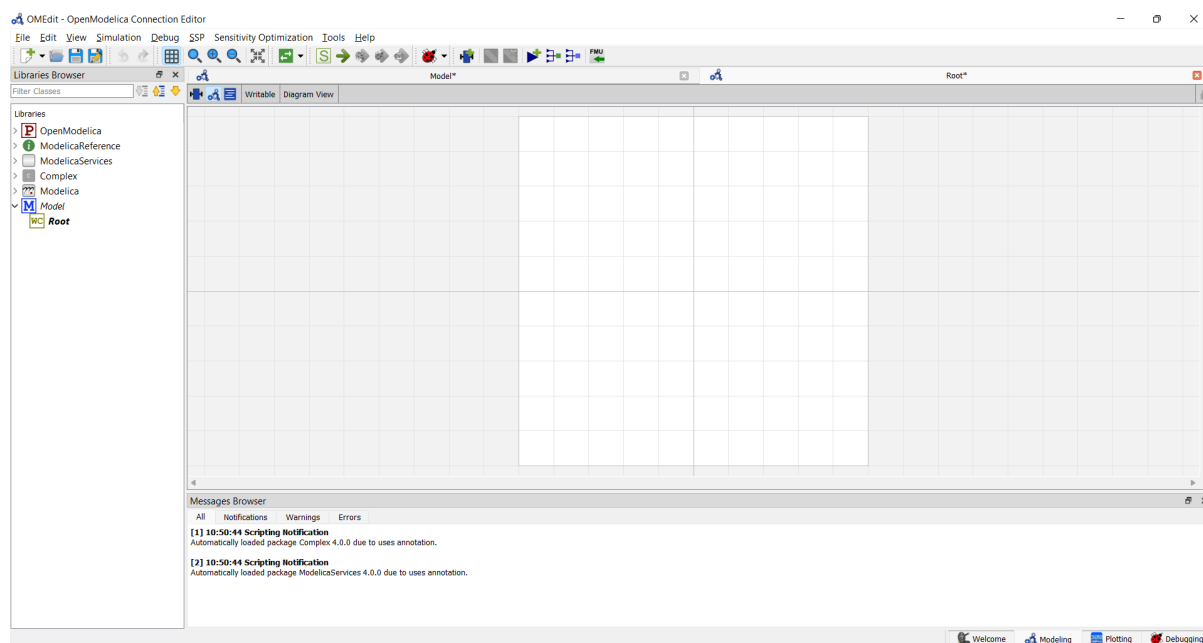 OMEdit - OpenModelica Connection Editor
File Edit View Simulation Debug SSP Sensitivity Optimization Tools Help
S FMU
Libraries Browser
Model* Root*
Filter Classes
Writable Diagram View
Libraries
P OpenModelica
i ModelicaReference
ModelicaServices
Complex
Modelica
M Model
WC Root
Messages Browser
All Notifications Warnings Errors
[1] 10:50:44 Scripting Notification
Automatically loaded package Complex 4.0.0 due to uses annotation.
[2] 10:50:44 Scripting Notification
Automatically loaded package ModelicaServices 4.0.0 due to uses annotation.
Welcome Modeling Plotting Debugging